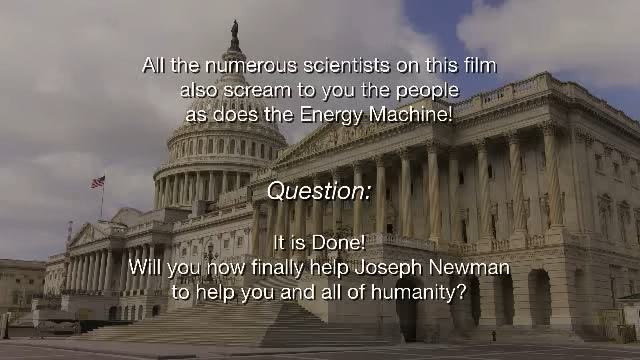 All the numerous scientists on this film
also scream to you the people
as does the Energy Machine!
Question:
It is Done!
Will you now finally help Joseph Newman
to help you and all of humanity?